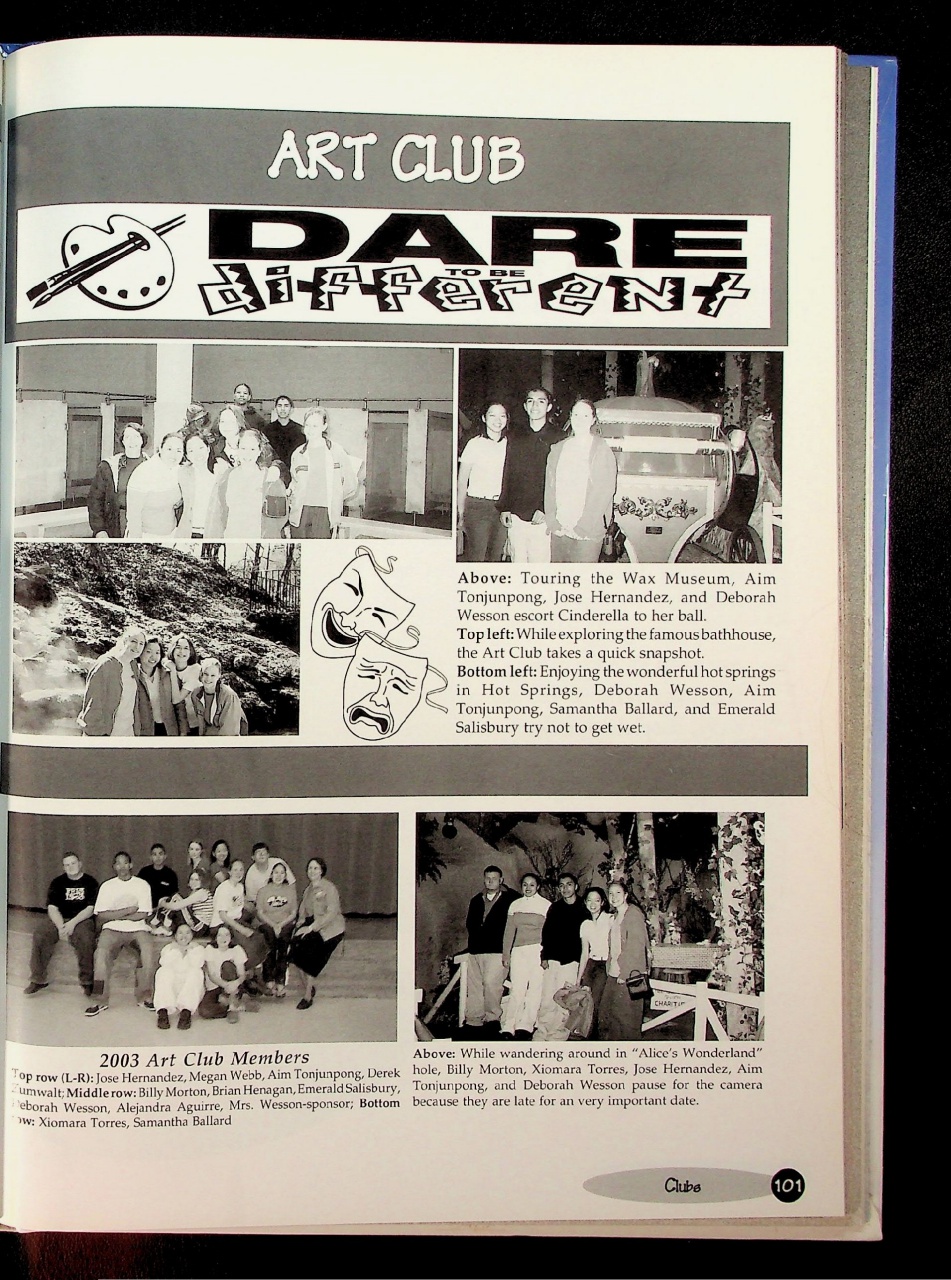 ART CLUB
DARE
TO BE
different
Above: Touring the Wax Museum, Aim
Tonjunpong, Jose Hernandez, and Deborah
Wesson escort Cinderella to her ball.
Top left: While exploring the famous bathhouse,
the Art Club takes a quick snapshot.
Bottom left: Enjoying the wonderful hot springs
in Hot Springs, Deborah Wesson, Aim
Tonjunpong, Samantha Ballard, and Emerald
Salisbury try not to get wet.
2003 Art Club Members
Top row (L-R): Jose Hernandez, Megan Webb, Aim Tonjunpong, Derek
umwalt; Middle row: Billy Morton, Brian Henagan, Emerald Salisbury,
eborah Wesson, Alejandra Aguirre, Mrs. Wesson-sponsor; Bottom
ow: Xiomara Torres, Samantha Ballard
CHARITIE
Above: While wandering around in "Alice's Wonderland"
hole, Billy Morton, Xiomara Torres, Jose Hernandez, Aim
Tonjunpong, and Deborah Wesson pause for the camera
because they are late for an very important date.
Clubs 101